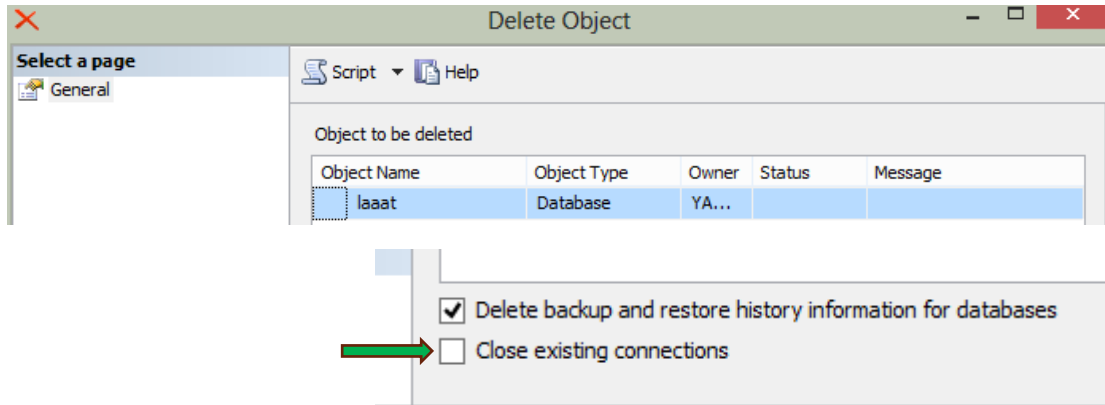 Delete Object
Select a page
General
Script Help
Object to be deleted
Object Name Object Type Owner Status Message
laaat Database YA...
Delete backup and restore history information for databases
Close existing connections